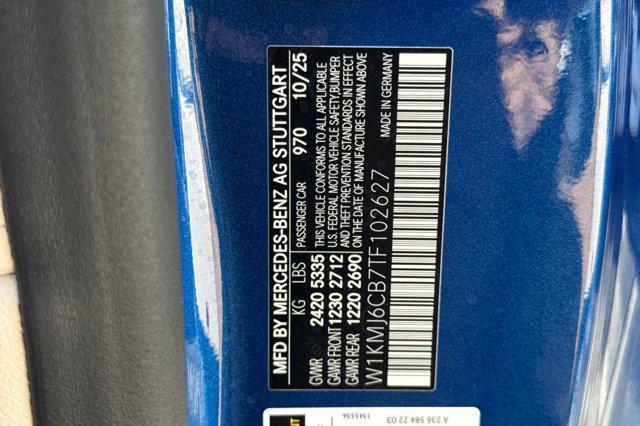 MFD BY MERCEDES-BENZ AG STUTTGART
PASSENGER CAR 970 10/25
KG LBS
GVWR 2420 5335
GAWR FRONT 1230 2712
GAWR REAR 1220 2690
THIS VEHICLE CONFORMS TO ALL APPLICABLE
U.S. FEDERAL MOTOR VEHICLE SAFETY,BUMPER
AND THEFT PREVENTION STANDARDS IN EFFECT
ON THE DATE OF MANUFACTURE SHOWN ABOVE
W1KMJ6CB7TF102627
MADE IN GERMANY
A 236 584 22 03